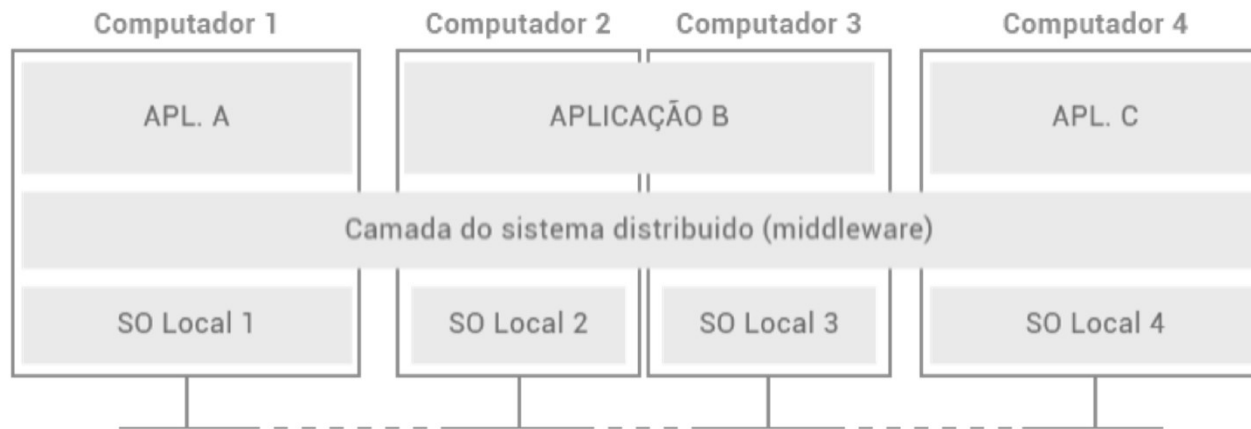 Computador 1 Computador 2 Computador 3 Computador 4
APL. A APLICAÇÃO B APL. C
Camada do sistema distribuido (middleware)
SO Local 1 SO Local 2 SO Local 3 SO Local 4